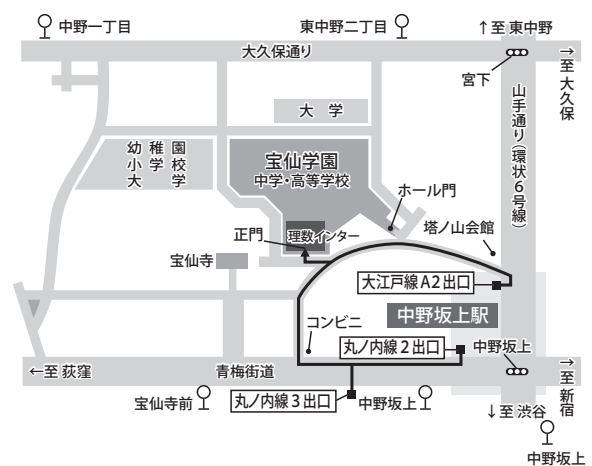 中野一丁目
東中野二丁目
↑至 東中野
大久保通り
→至 大久保
宮下
山手通り(環状6号線)
大 学
幼 稚 園
小 学 校
大 学
宝仙学園
中学・高等学校
ホール門
塔ノ山会館
正門
理数インター
宝仙寺
大江戸線A2出口
中野坂上駅
コンビニ
丸ノ内線2出口
中野坂上
←至 荻窪
青梅街道
→至 新宿
宝仙寺前
丸ノ内線3出口
中野坂上
↓至 渋谷
中野坂上